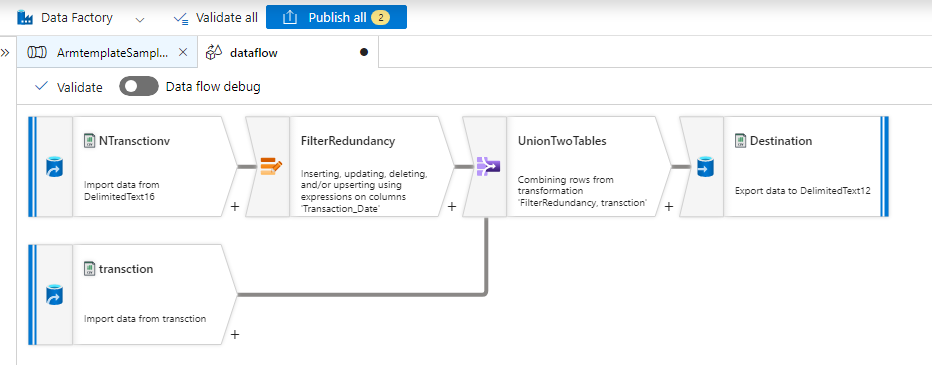 Data Factory
Validate all
Publish all 2
ArmtemplateSampl...
dataflow
Validate
Data flow debug
NTransctionv
Import data from
DelimitedText16
+
FilterRedundancy
Inserting, updating, deleting,
and/or upserting using
expressions on columns
'Transaction_Date'
+
UnionTwoTables
Combining rows from
transformation
'FilterRedundancy, transction'
+
Destination
Export data to DelimitedText12
transction
Import data from transction
+